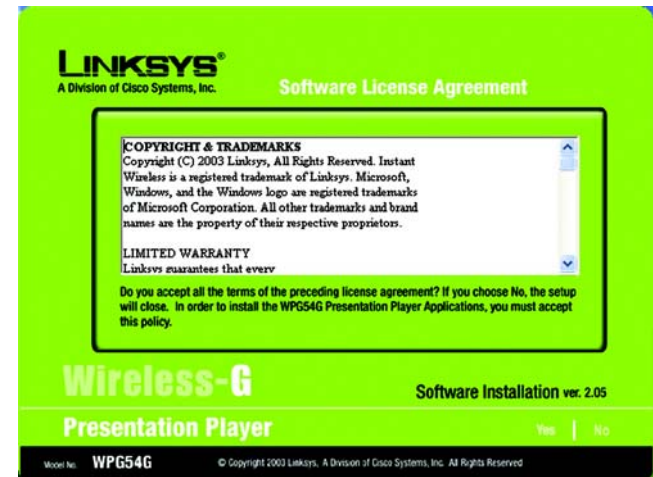 LINKSYS®
A Division of Cisco Systems, Inc.
Software License Agreement
COPYRIGHT & TRADEMARKS
Copyright (C) 2003 Linksys, All Rights Reserved. Instant
Wireless is a registered trademark of Linksys. Microsoft,
Windows, and the Windows logo are registered trademarks
of Microsoft Corporation. All other trademarks and brand
names are the property of their respective proprietors.
LIMITED WARRANTY
Linksys guarantees that every
Do you accept all the terms of the preceding license agreement? If you choose No, the setup
will close. In order to install the WPG54G Presentation Player Applications, you must accept
this policy.
Wireless-G
Software Installation ver. 2.05
Presentation Player
Yes | No
Model No. WPG54G
© Copyright 2003 Linksys, A Division of Cisco Systems, Inc. All Rights Reserved